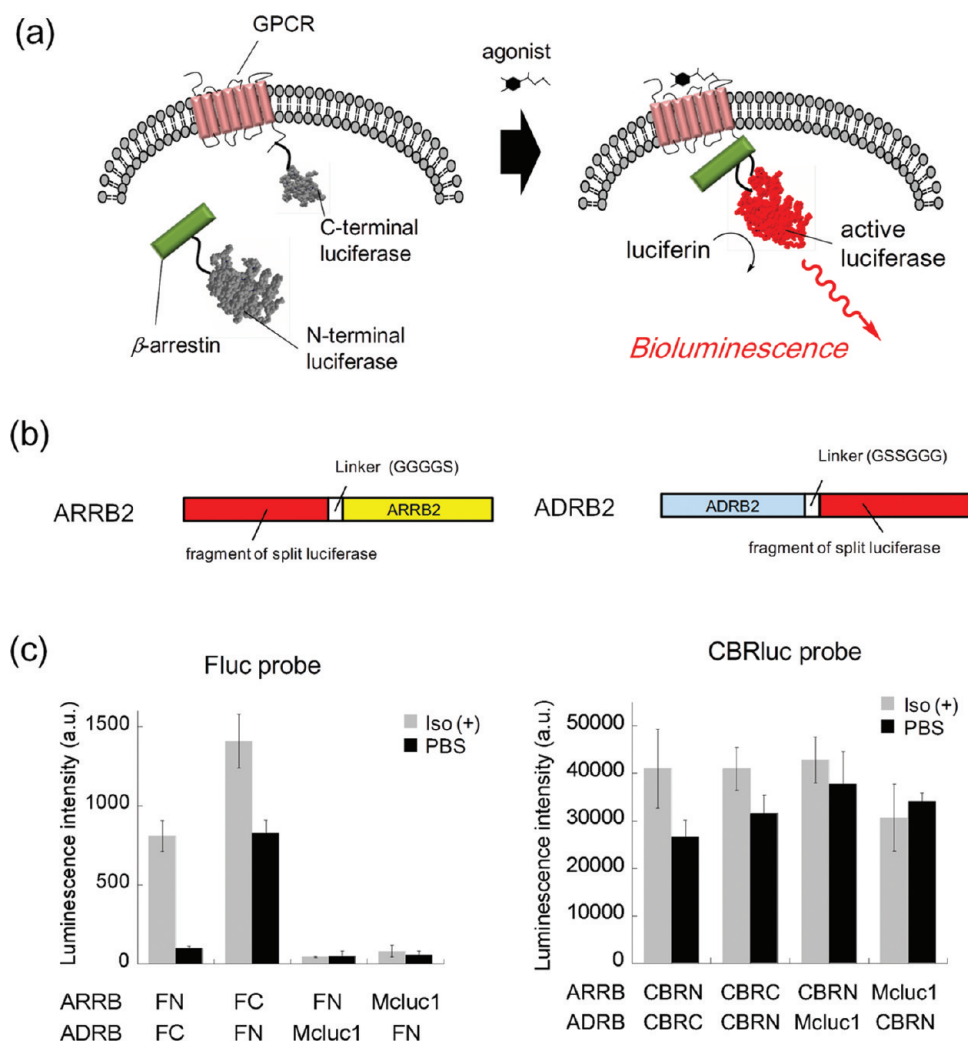 (a)
GPCR
agonist
C-terminal
luciferase
β-arrestin
N-terminal
luciferase
luciferin
active
luciferase
Bioluminescence
(b)
Linker (GGGGS)
ARRB2
ARRB2
fragment of split luciferase
Linker (GSSGGG)
ADRB2
ADRB2
fragment of split luciferase
(c)
Fluc probe
Luminescence intensity (a.u.)
1500
1000
500
0
Iso (+)
PBS
ARRB FN FC FN Mcluc1
ADRB FC FN Mcluc1 FN
CBRluc probe
Luminescence intensity (a.u.)
50000
40000
30000
20000
10000
0
Iso (+)
PBS
ARRB CBRN CBRC CBRN Mcluc1
ADRB CBRC CBRN Mcluc1 CBRN